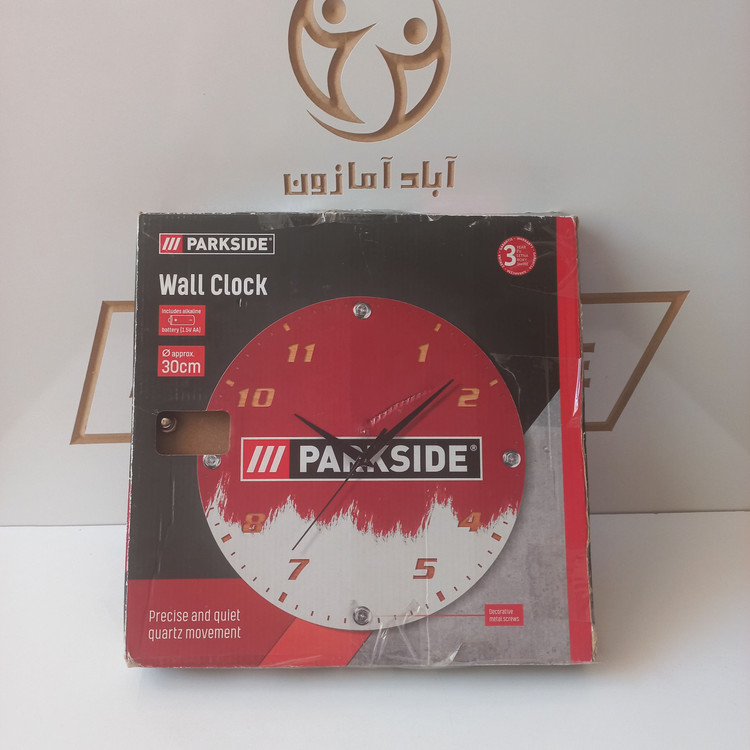 آباد آمازون
PARKSIDE®
Wall Clock
Includes alkaline
battery (1.5V AA)
Ø approx.
30cm
3
11
1
10
2
PARKSIDE®
8
4
7
5
Decorative
metal screws
Precise and quiet
quartz movement